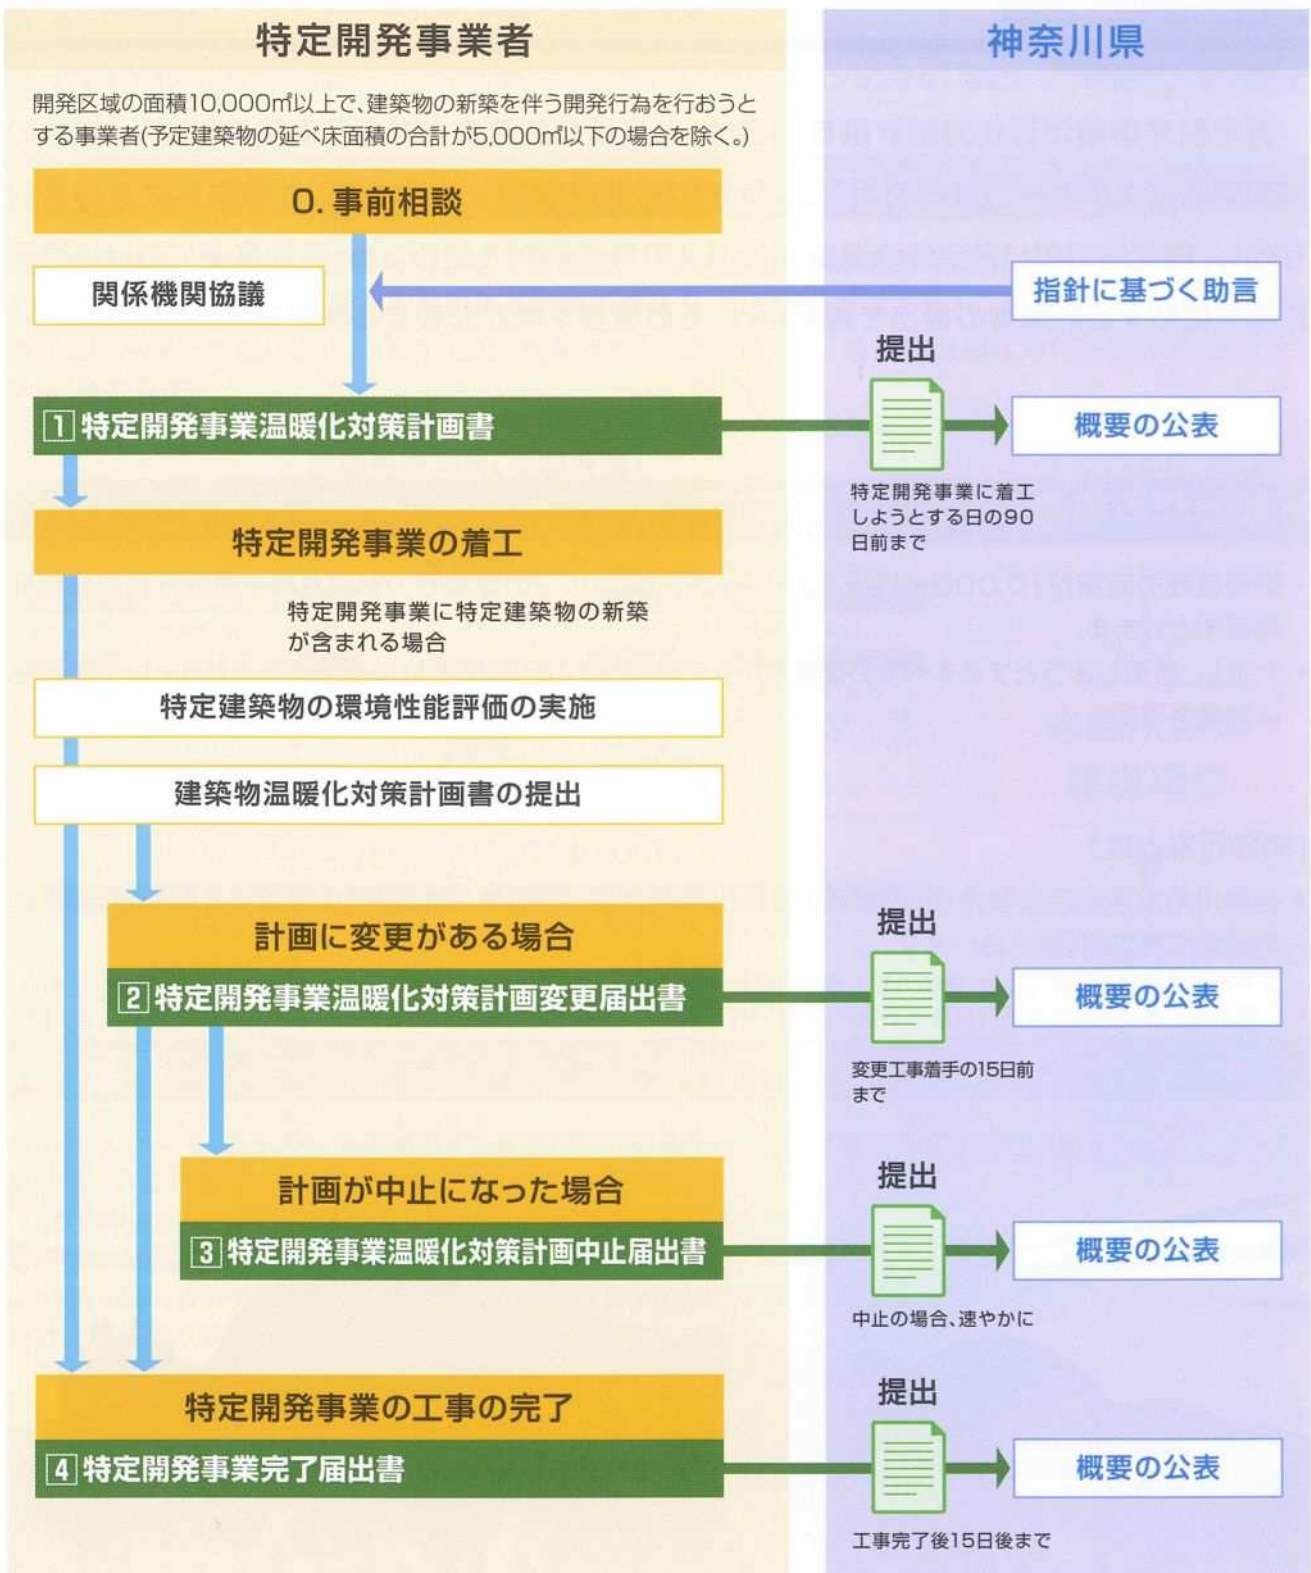 特定開発事業者
神奈川県
開発区域の面積10,000㎡以上で、建築物の新築を伴う開発行為を行おうと
する事業者(予定建築物の延べ床面積の合計が5,000㎡以下の場合を除く。)
0. 事前相談
関係機関協議
指針に基づく助言
提出
1 特定開発事業温暖化対策計画書
概要の公表
特定開発事業に着工
しようとする日の90
日前まで
特定開発事業の着工
特定開発事業に特定建築物の新築
が含まれる場合
特定建築物の環境性能評価の実施
建築物温暖化対策計画書の提出
計画に変更がある場合
提出
2 特定開発事業温暖化対策計画変更届出書
概要の公表
変更工事着手の15日前
まで
計画が中止になった場合
提出
3 特定開発事業温暖化対策計画中止届出書
概要の公表
中止の場合、速やかに
特定開発事業の工事の完了
提出
4 特定開発事業完了届出書
概要の公表
工事完了後15日後まで